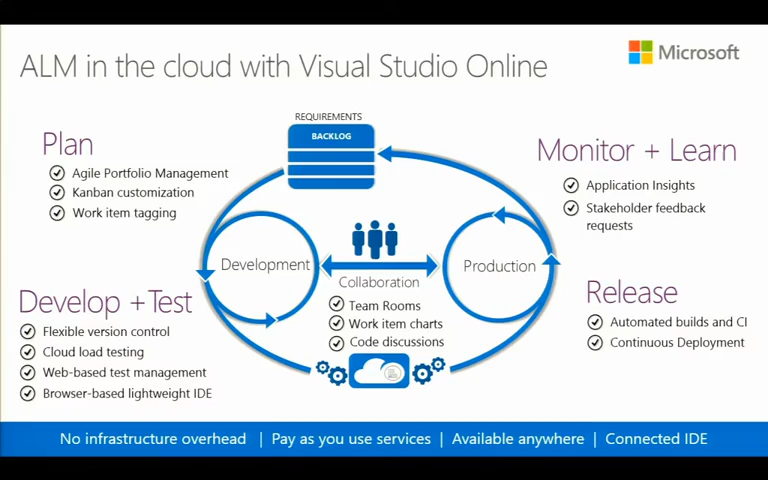 ALM in the cloud with Visual Studio Online
Microsoft
REQUIREMENTS
BACKLOG
Plan
Agile Portfolio Management
Kanban customization
Work item tagging
Monitor + Learn
Application Insights
Stakeholder feedback
requests
Development
Production
Collaboration
Team Rooms
Work item charts
Code discussions
Develop +Test
Flexible version control
Cloud load testing
Web-based test management
Browser-based lightweight IDE
Release
Automated builds and CI
Continuous Deployment
No infrastructure overhead | Pay as you use services | Available anywhere | Connected IDE